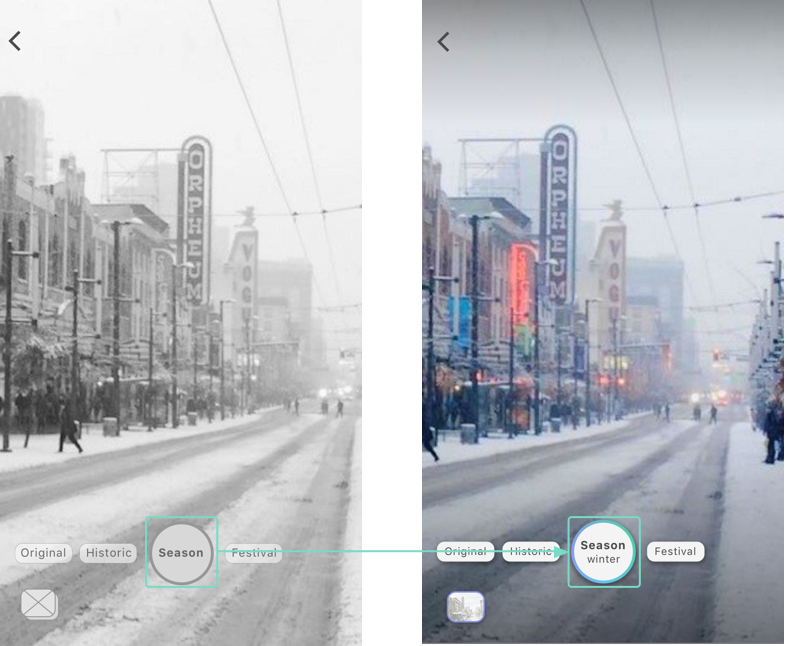 ORPHEUM
VOGUE
Original
Historic
Season
Festival
ORPHEUM
VOGUE
Original
Historic
Season
winter
Festival